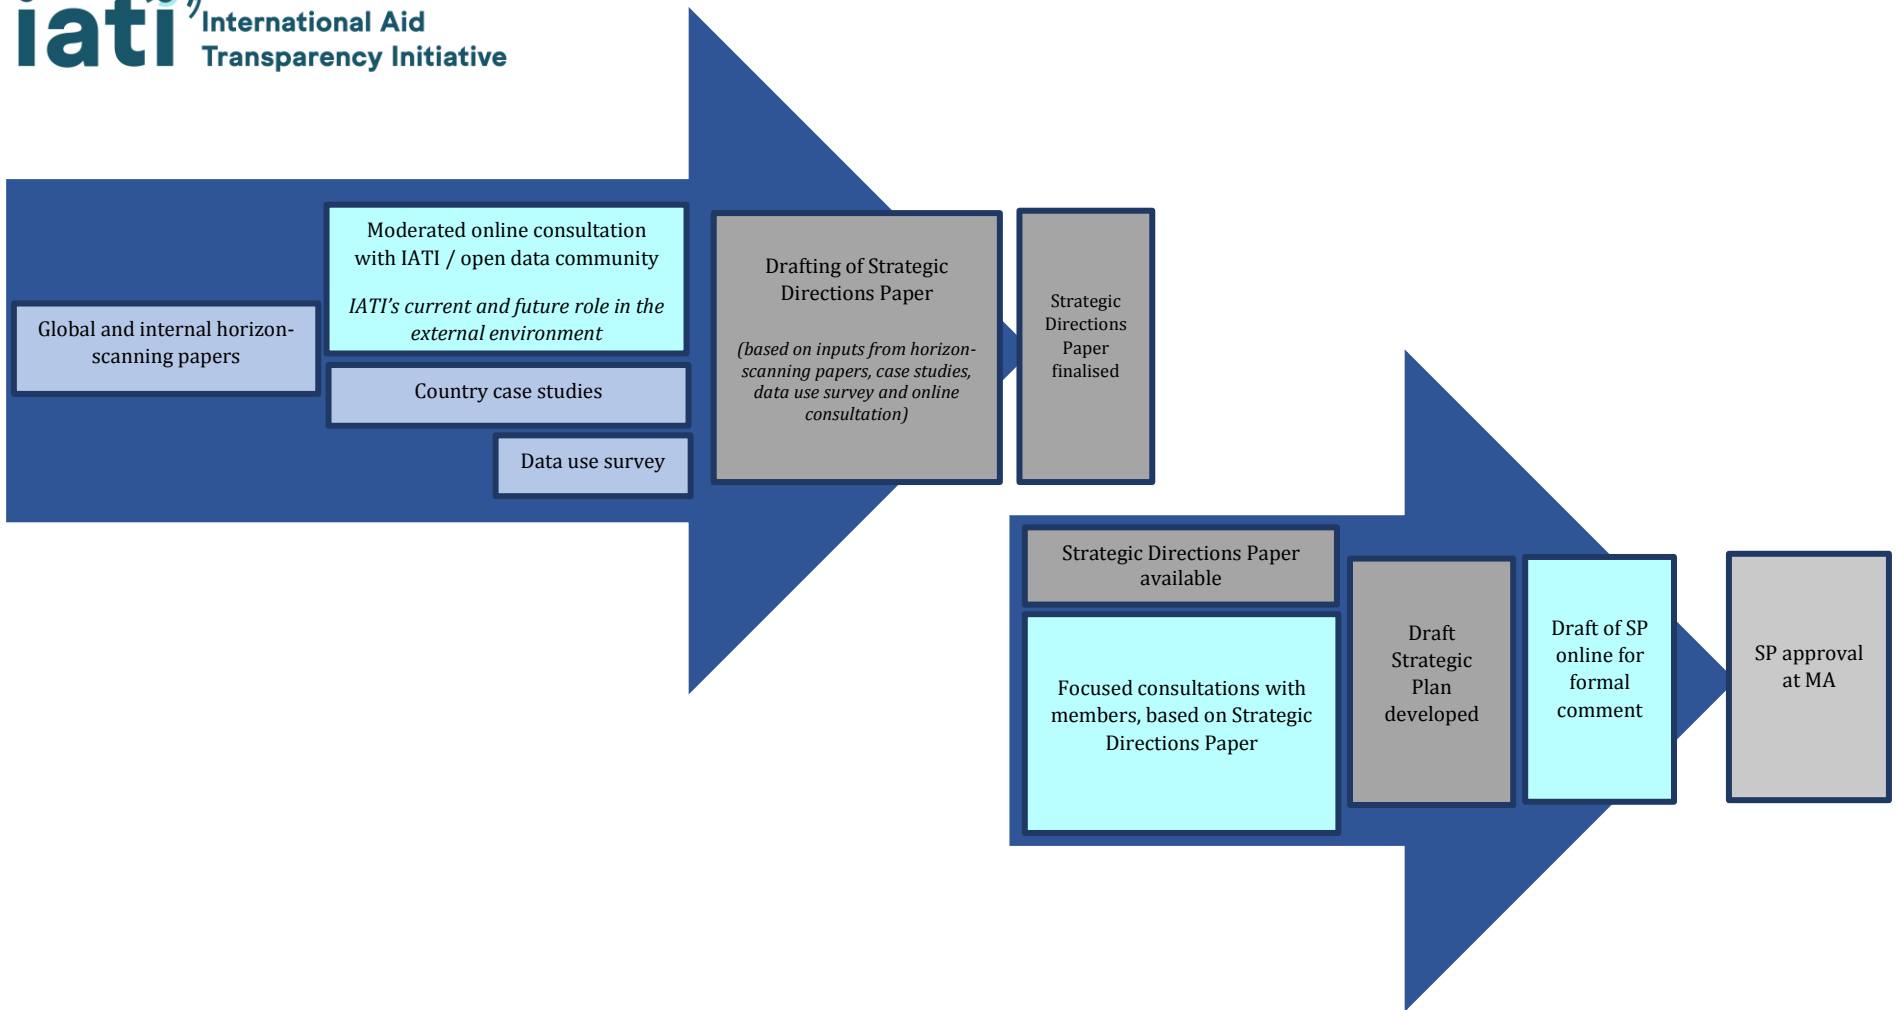 iati International Aid
Transparency Initiative
Global and internal horizon-
scanning papers
Moderated online consultation
with IATI / open data community
IATI’s current and future role in the
external environment
Country case studies
Data use survey
Drafting of Strategic
Directions Paper
(based on inputs from horizon-
scanning papers, case studies,
data use survey and online
consultation)
Strategic
Directions
Paper
finalised
Strategic Directions Paper
available
Focused consultations with
members, based on Strategic
Directions Paper
Draft
Strategic
Plan
developed
Draft of SP
online for
formal
comment
SP approval
at MA